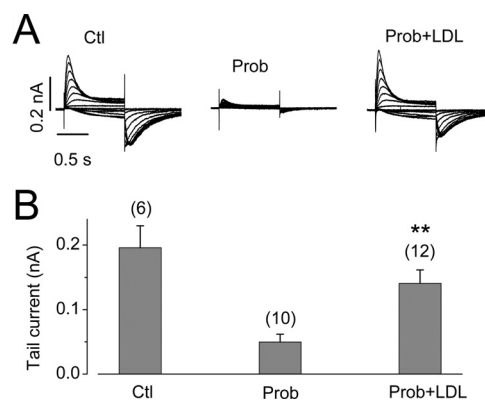 A
Ctl
Prob
Prob+LDL
0.2 nA
0.5 s
B
Tail current (nA)
0.2
0.1
0.0
(6)
(10)
**
(12)
Ctl
Prob
Prob+LDL